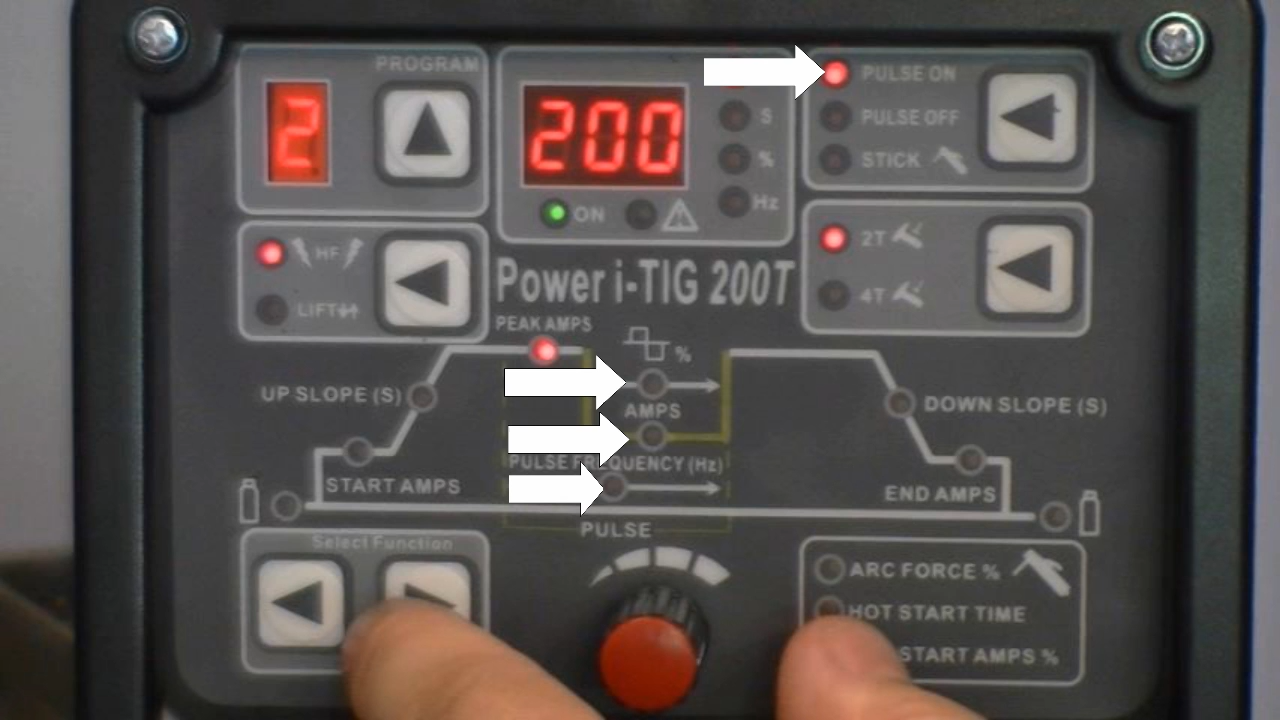 PROGRAM
2
200
S
%
Hz
ON
PULSE ON
PULSE OFF
STICK
HF
LIFT
2T
4T
Power i-TIG 200T
PEAK AMPS
%
UP SLOPE (S)
AMPS
DOWN SLOPE (S)
PULSE FREQUENCY (Hz)
START AMPS
END AMPS
PULSE
Select Function
ARC FORCE %
HOT START TIME
START AMPS %